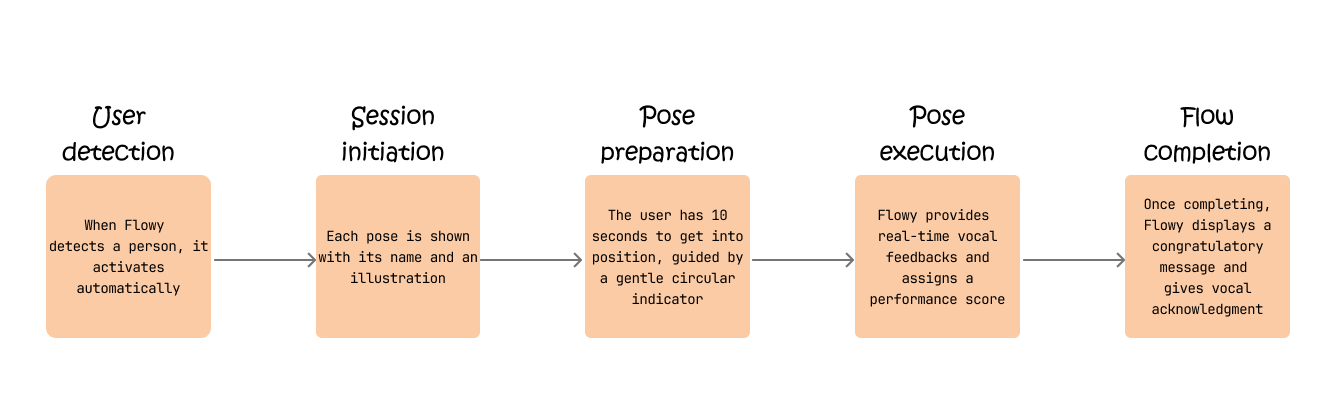 User
detection
When Flowy
detects a person, it
activates
automatically
Session
initiation
Each pose is shown
with its name and an
illustration
Pose
preparation
The user has 10
seconds to get into
position, guided by
a gentle circular
indicator
Pose
execution
Flowy provides
real-time vocal
feedbacks and
assigns a
performance score
Flow
completion
Once completing,
Flowy displays a
congratulatory
message and
gives vocal
acknowledgment